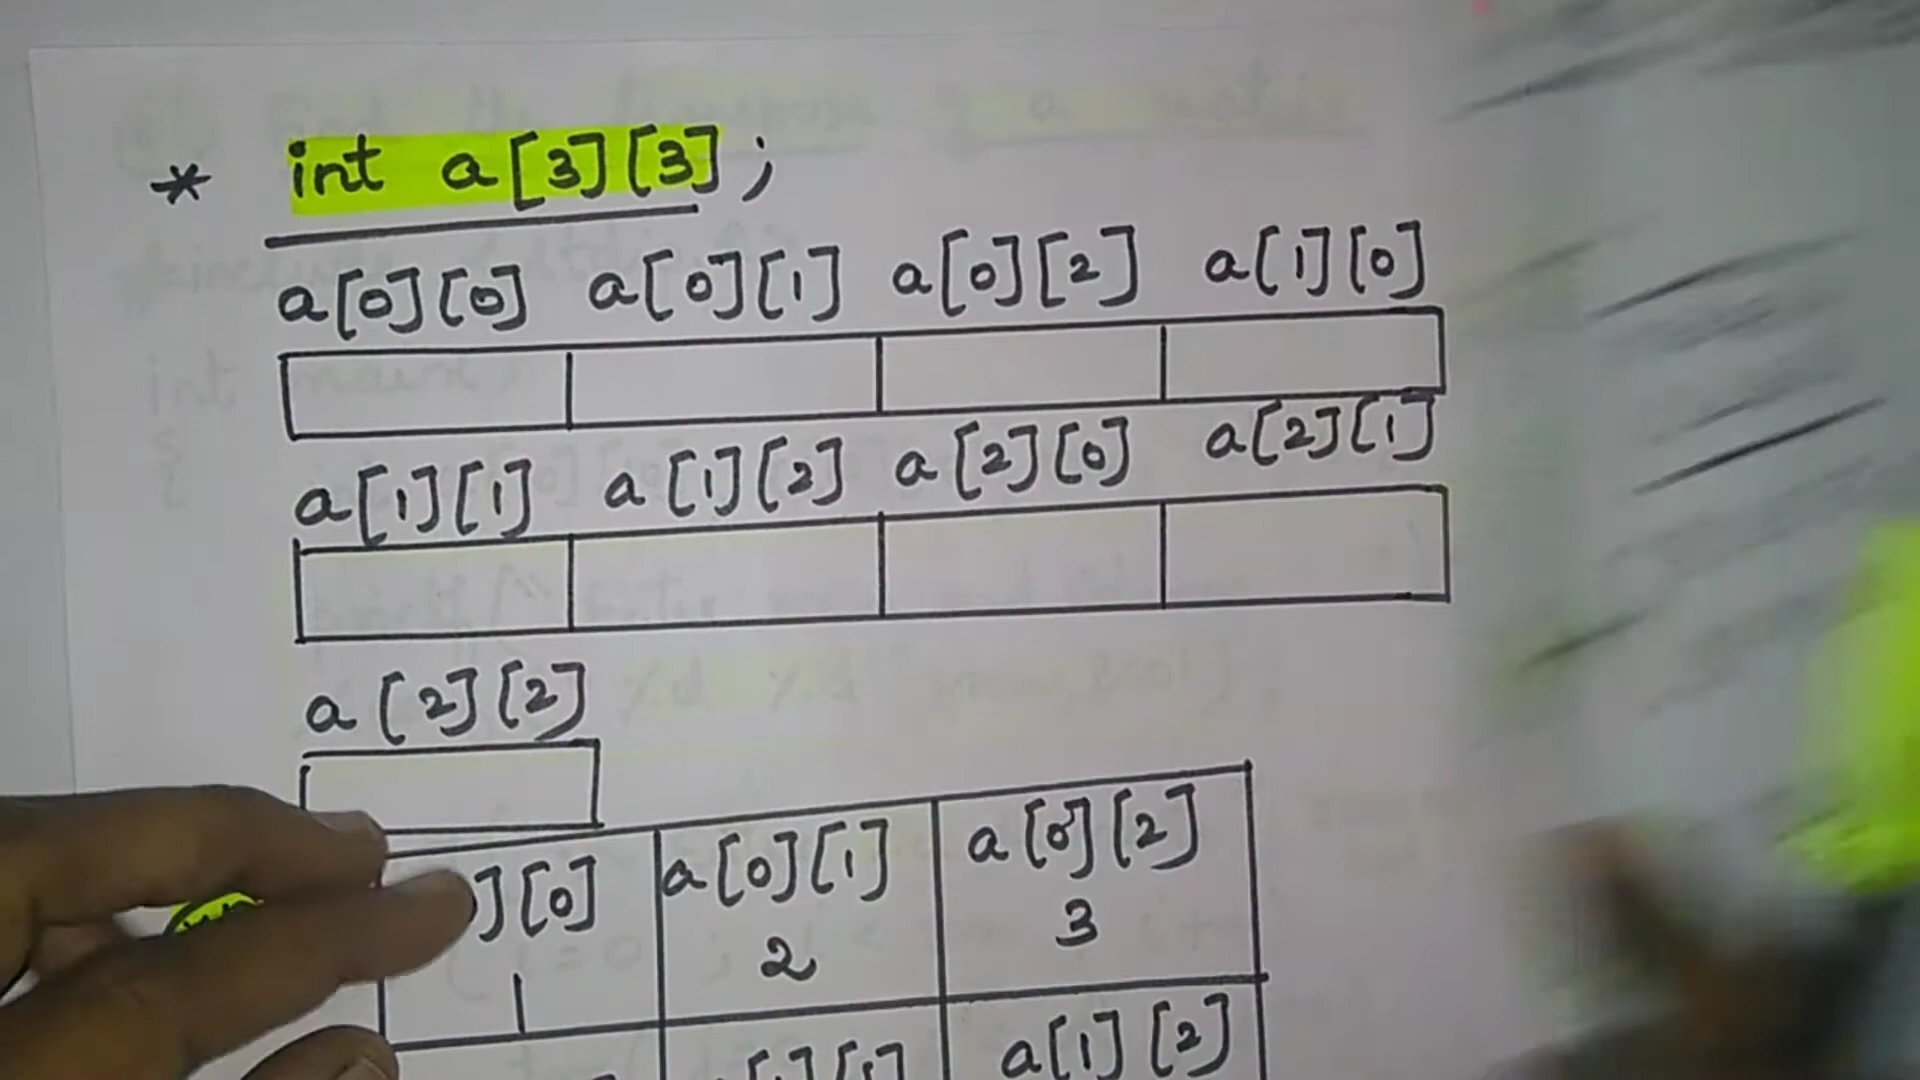 * int a[3][3];
a[0][0] a[0][1] a[0][2] a[1][0]
a[1][1] a[1][2] a[2][0] a[2][1]
a[2][2]
][0] a[0][1] a[0][2]
1 2 3
a[1][2]